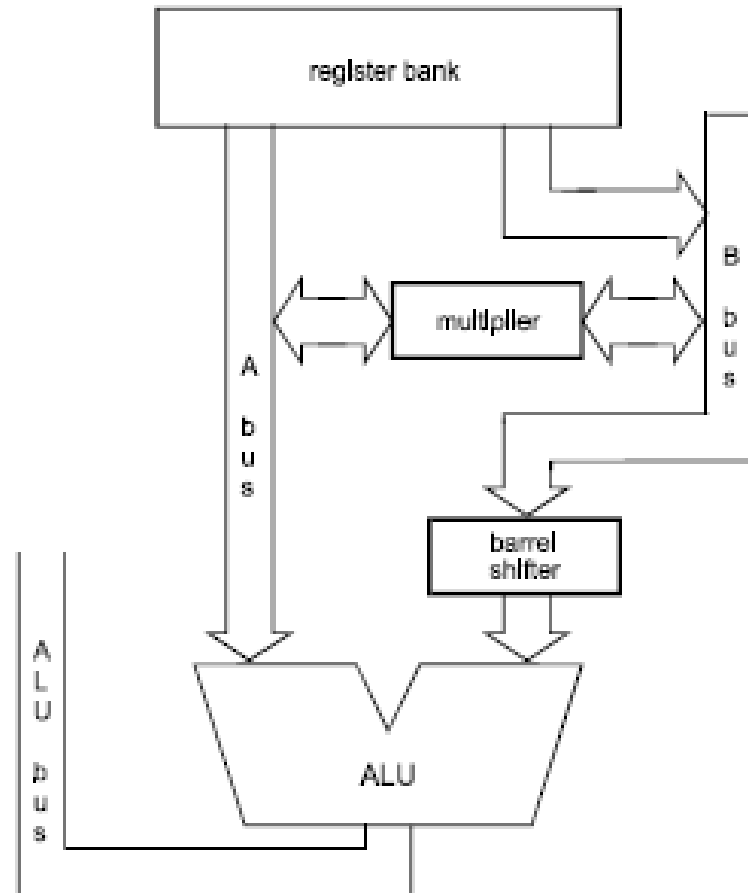 register bank
B bus
multiplier
A bus
barrel
shifter
ALU bus
ALU